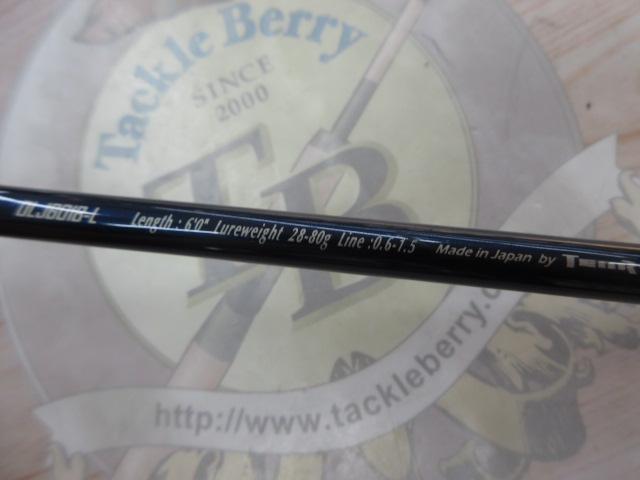 Tackle Berry
SINCE
2000
TB
Length : 6'0" Lureweight 28-80g Line :0.6-1.5 Made in Japan by
http://www.tackleberry.c